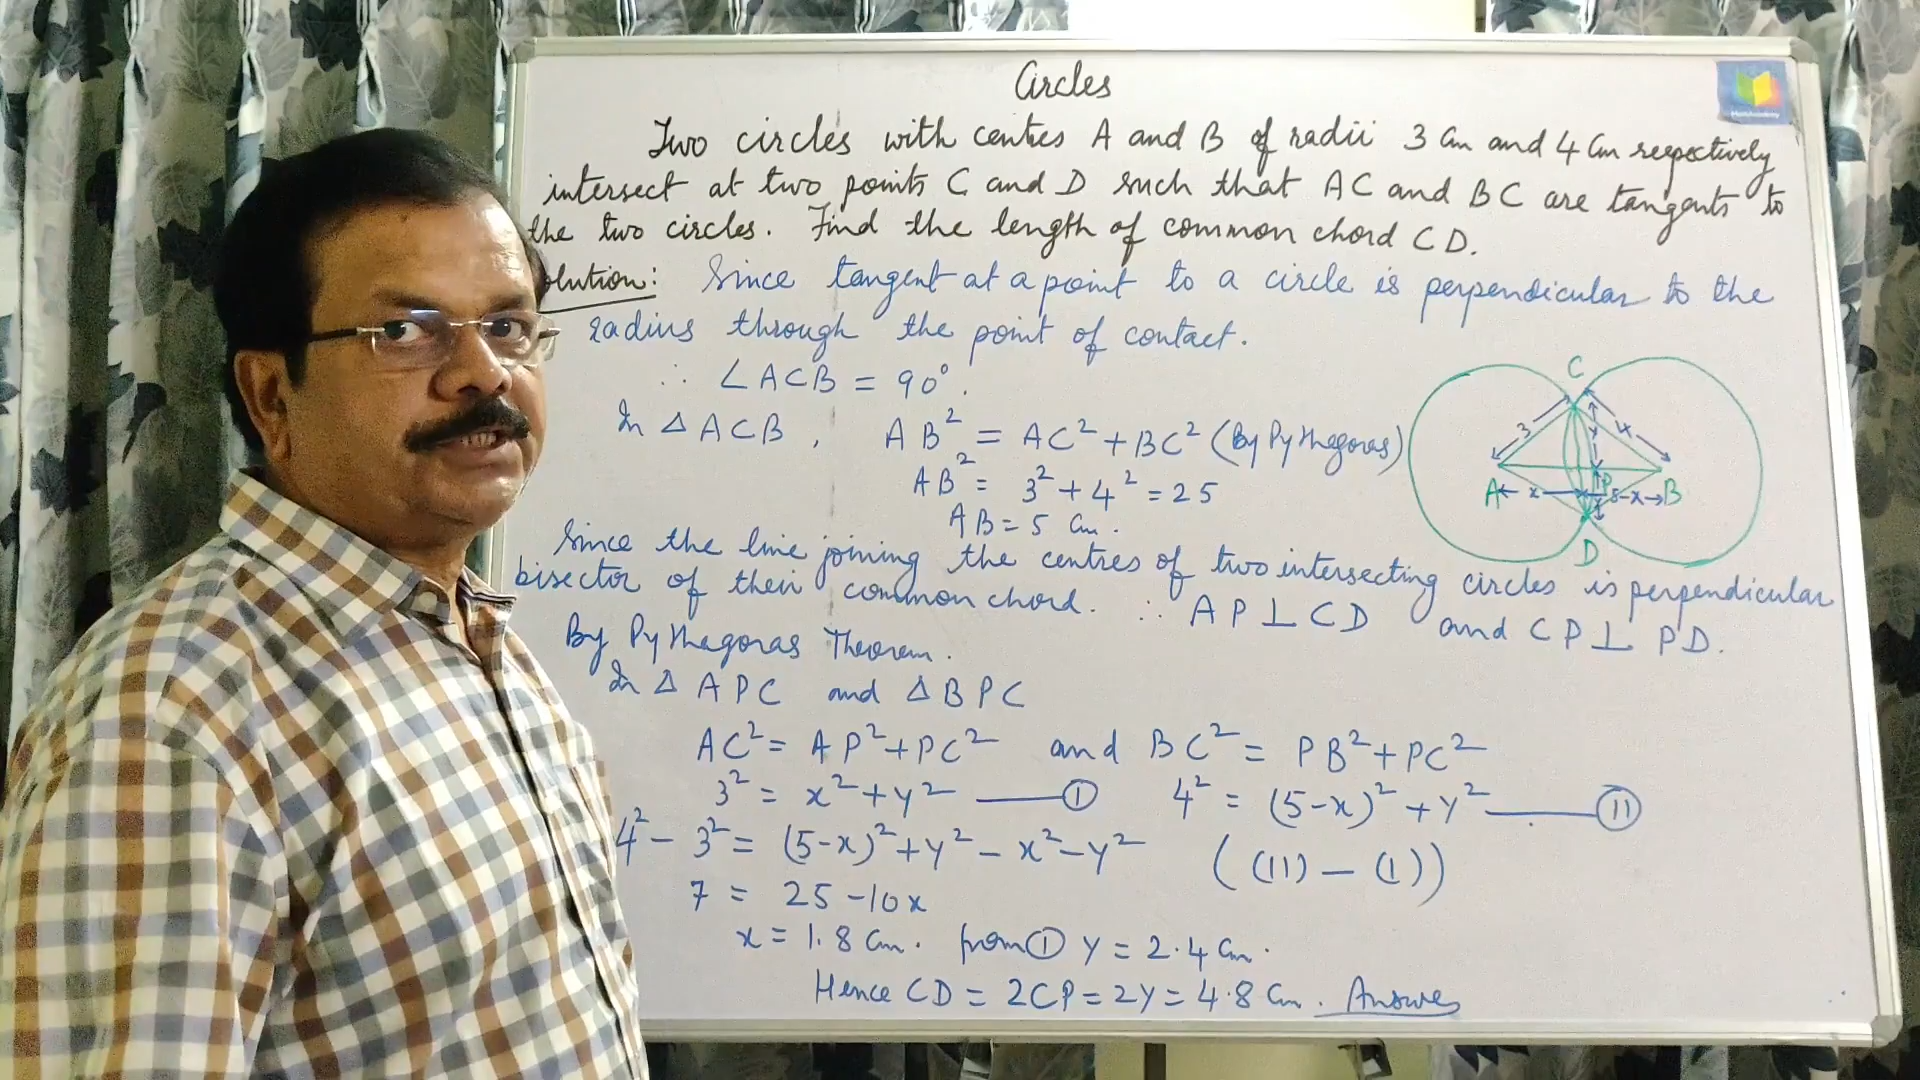 Circles
Two circles with centres A and B of radii 3 Cm and 4 Cm respectively
intersect at two points C and D such that AC and BC are tangents to
the two circles. Find the length of common chord CD.
olution: Since tangent at a point to a circle is perpendicular to the
radius through the point of contact.
∴ ∠ACB = 90°.
In △ ACB, AB² = AC² + BC² (By Pythagoras)
AB² = 3² + 4² = 25
AB = 5 Cm.
Since the line joining the centres of two intersecting circles is perpendicular
bisector of their common chord. ∴ AP ⊥ CD and CP ⊥ PD.
By Pythagoras Theorem.
In △ APC and △ BPC
AC² = AP² + PC² and BC² = PB² + PC²
3² = x² + y² —— (I) 4² = (5-x)² + y² —— (II)
4² - 3² = (5-x)² + y² - x² - y² ((II) - (I))
7 = 25 - 10x
x = 1.8 Cm. from (I) y = 2.4 Cm.
Hence CD = 2CP = 2y = 4.8 Cm. Answer
C
3 y 4
A x P 5-x B
D